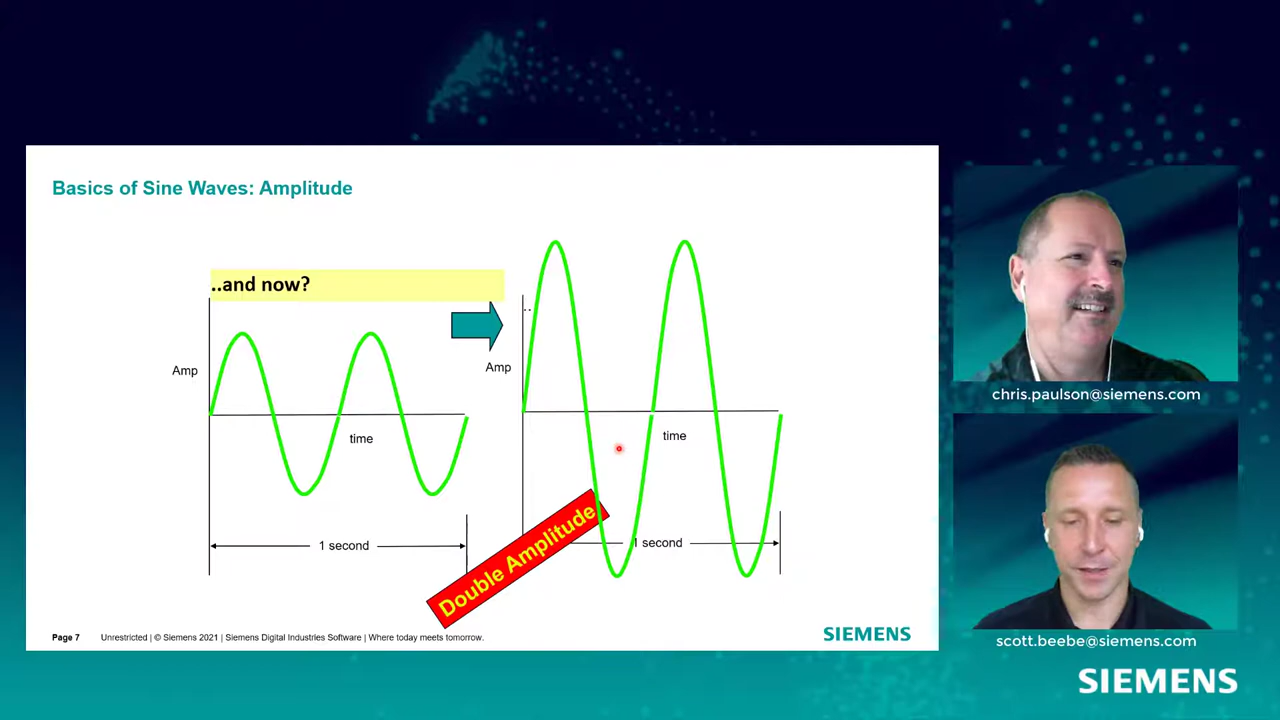 Basics of Sine Waves: Amplitude
..and now?
..
Amp
Amp
time
time
1 second
1 second
Double Amplitude
Page 7 Unrestricted | © Siemens 2021 | Siemens Digital Industries Software | Where today meets tomorrow.
SIEMENS
chris.paulson@siemens.com
scott.beebe@siemens.com
SIEMENS